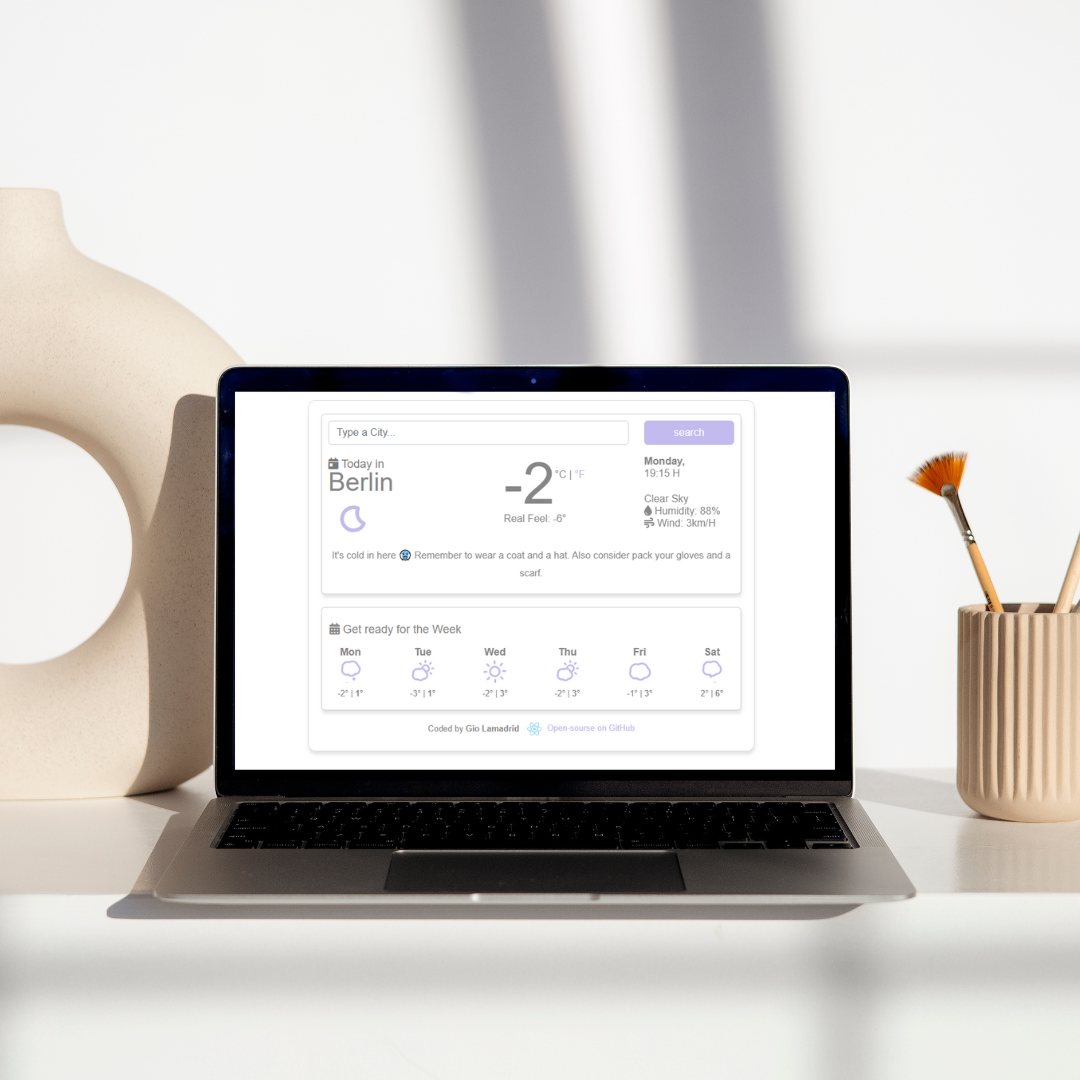 Type a City...
search
Today in
Berlin
-2
°C | °F
Real Feel: -6°
Monday,
19:15 H
Clear Sky
Humidity: 88%
Wind: 3km/H
It's cold in here 🥶 Remember to wear a coat and a hat. Also consider pack your gloves and a
scarf.
Get ready for the Week
Mon Tue Wed Thu Fri Sat
-2° | 1° -3° | 1° -2° | 3° -2° | 3° -1° | 3° 2° | 6°
Coded by Gio Lamadrid Open-sourse on GitHub